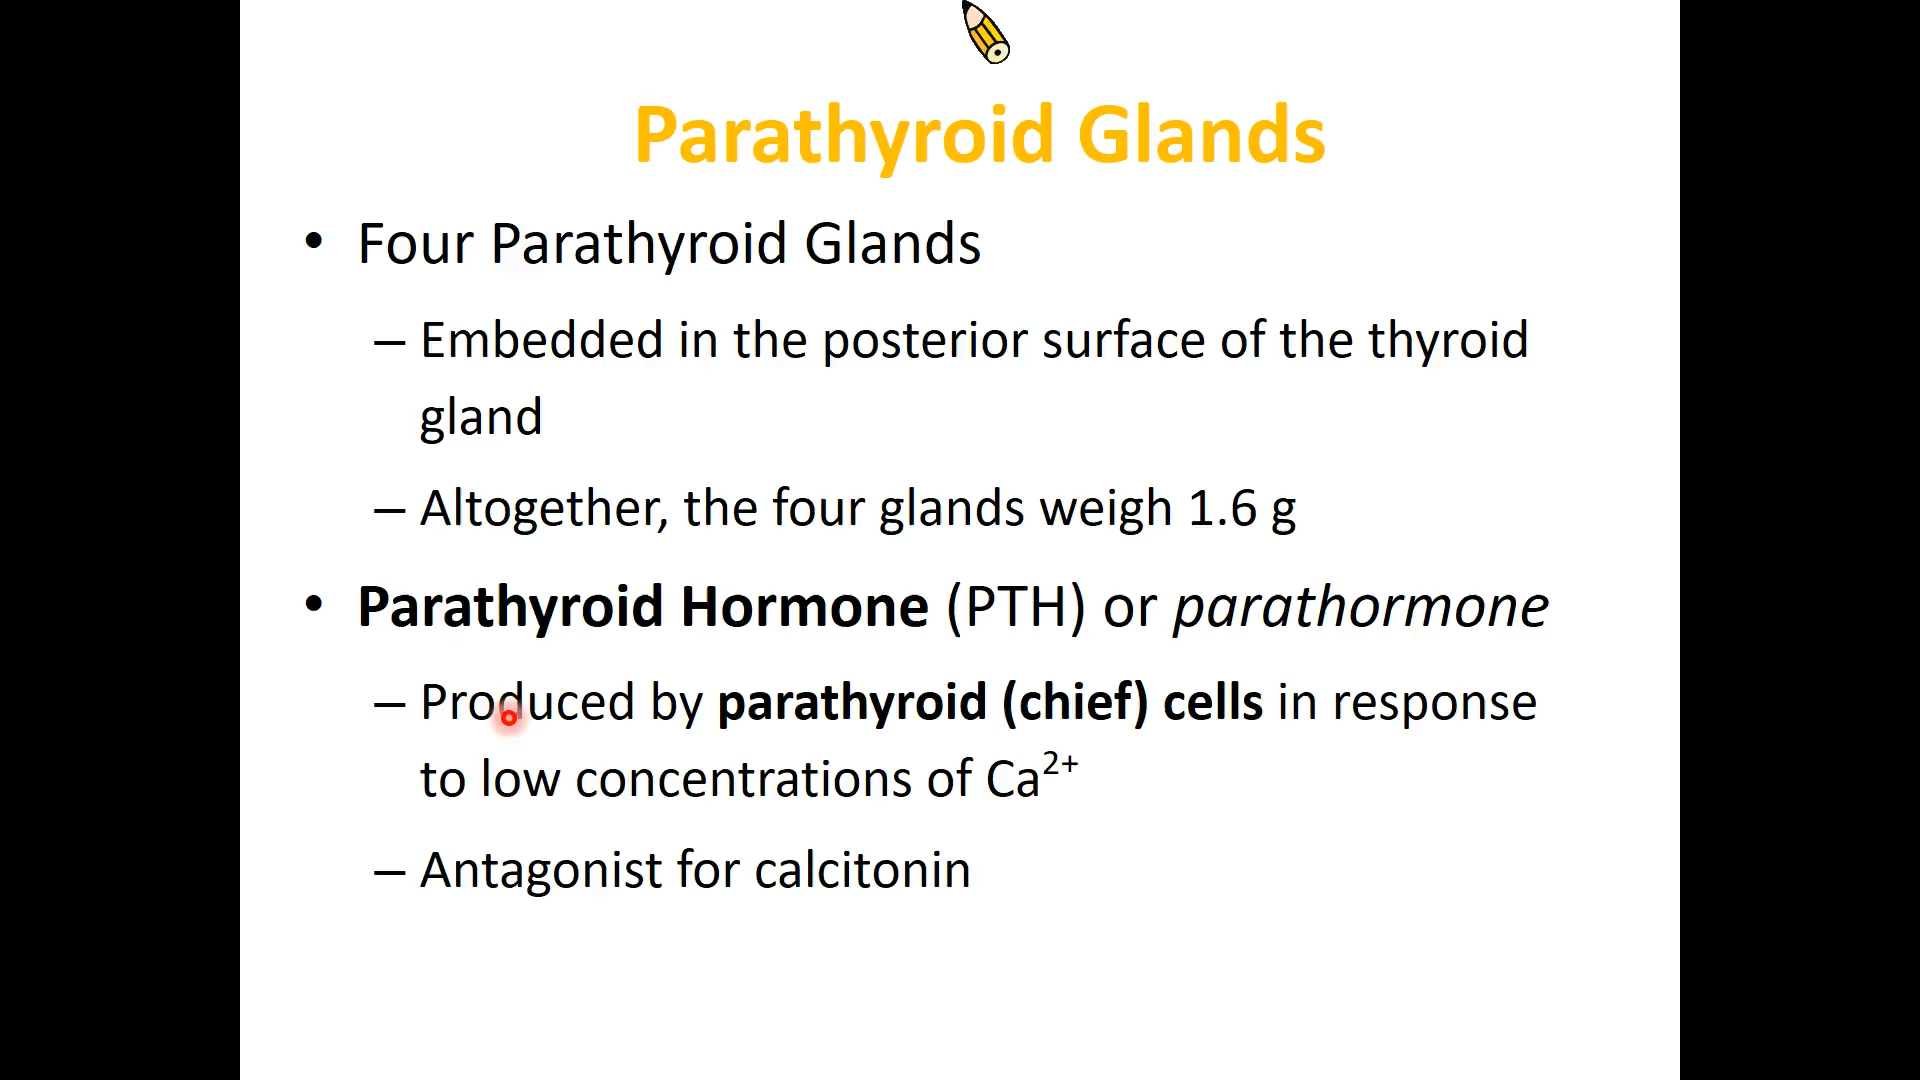 Parathyroid Glands
• Four Parathyroid Glands
– Embedded in the posterior surface of the thyroid
gland
– Altogether, the four glands weigh 1.6 g
• Parathyroid Hormone (PTH) or parathormone
– Produced by parathyroid (chief) cells in response
to low concentrations of Ca²⁺
– Antagonist for calcitonin